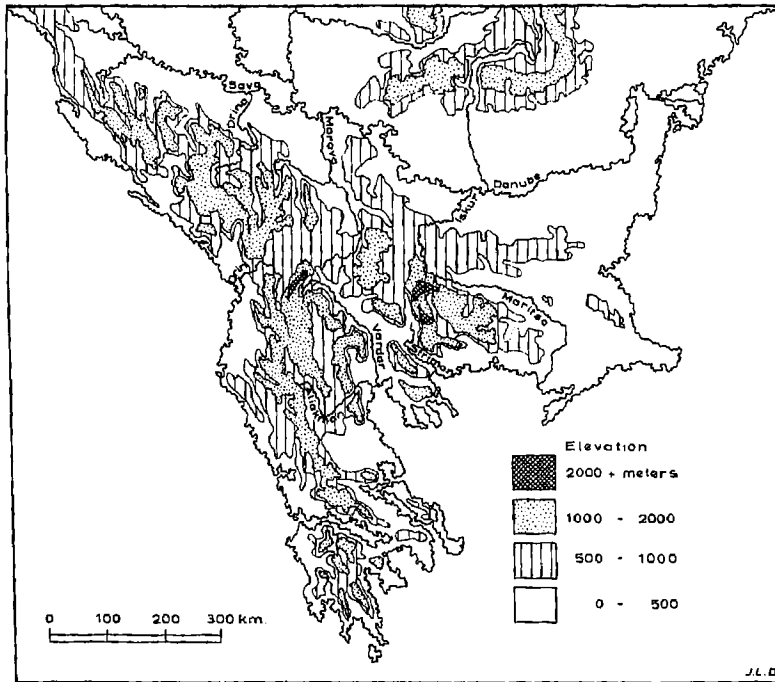 Sava
Drina
Morava
Danube
Iskur
Maritsa
Vardar
Struma
Elevation
2000 + meters
1000 - 2000
500 - 1000
0 - 500
0 100 200 300 km.
J.L.D